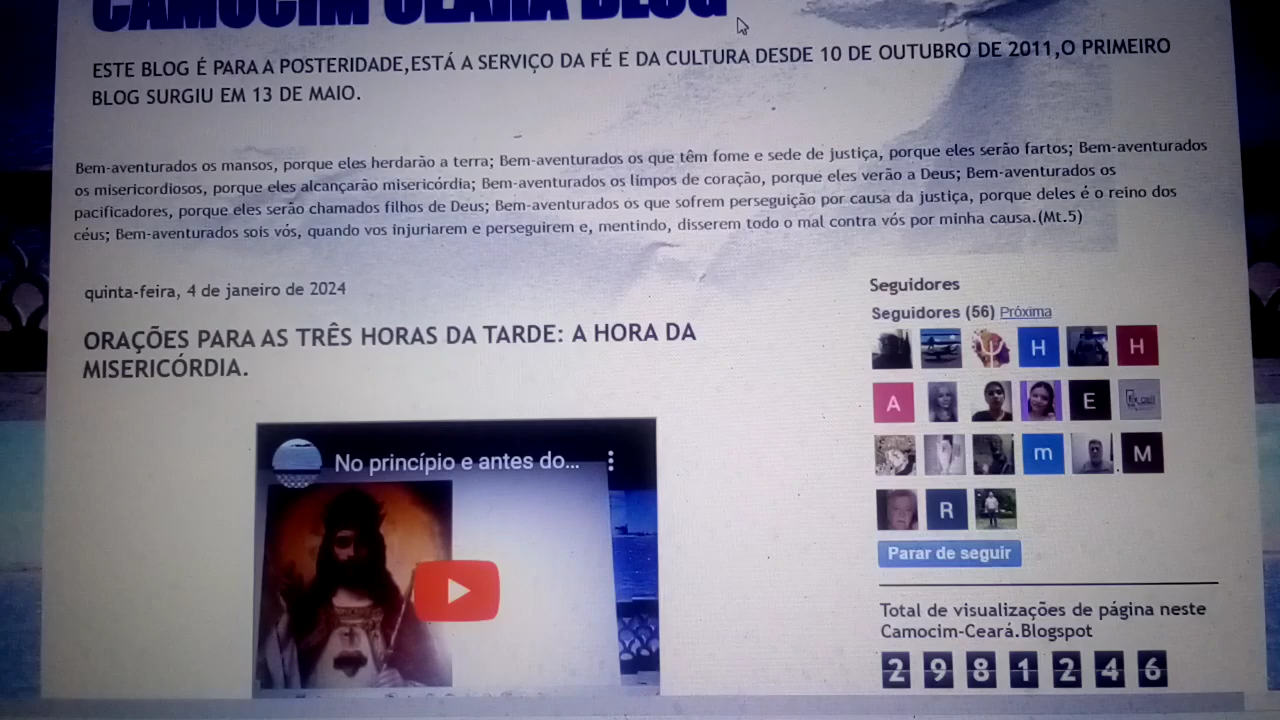 CAMOCIM CEARÁ BLOG
ESTE BLOG É PARA A POSTERIDADE,ESTÁ A SERVIÇO DA FÉ E DA CULTURA DESDE 10 DE OUTUBRO DE 2011,O PRIMEIRO
BLOG SURGIU EM 13 DE MAIO.
Bem-aventurados os mansos, porque eles herdarão a terra; Bem-aventurados os que têm fome e sede de justiça, porque eles serão fartos; Bem-aventurados
os misericordiosos, porque eles alcançarão misericórdia; Bem-aventurados os limpos de coração, porque eles verão a Deus; Bem-aventurados os
pacificadores, porque eles serão chamados filhos de Deus; Bem-aventurados os que sofrem perseguição por causa da justiça, porque deles é o reino dos
céus; Bem-aventurados sois vós, quando vos injuriarem e perseguirem e, mentindo, disserem todo o mal contra vós por minha causa.(Mt.5)
quinta-feira, 4 de janeiro de 2024
ORAÇÕES PARA AS TRÊS HORAS DA TARDE: A HORA DA
MISERICÓRDIA.
No princípio e antes do...
Seguidores
Seguidores (56) Próxima
H
H
A
E
m
M
R
Parar de seguir
Total de visualizações de página neste
Camocim-Ceará.Blogspot
2981246